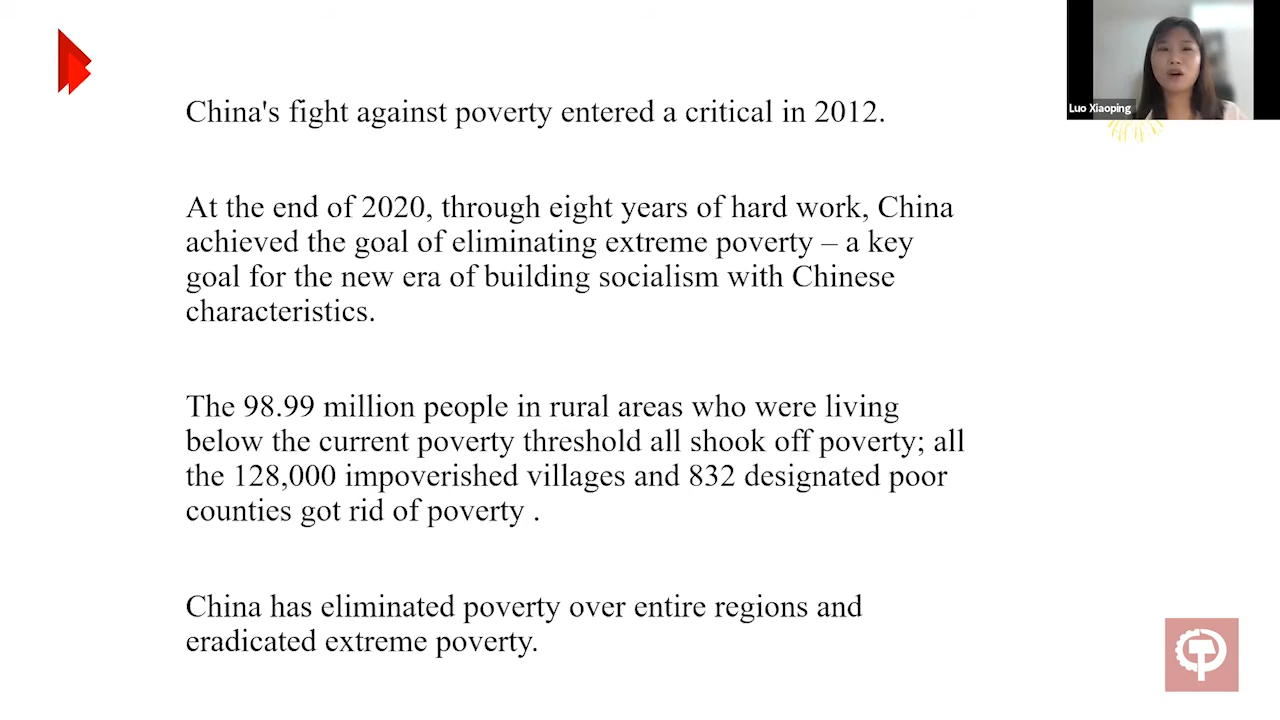 China's fight against poverty entered a critical in 2012.
At the end of 2020, through eight years of hard work, China
achieved the goal of eliminating extreme poverty – a key
goal for the new era of building socialism with Chinese
characteristics.
The 98.99 million people in rural areas who were living
below the current poverty threshold all shook off poverty; all
the 128,000 impoverished villages and 832 designated poor
counties got rid of poverty .
China has eliminated poverty over entire regions and
eradicated extreme poverty.
Luo Xiaoping